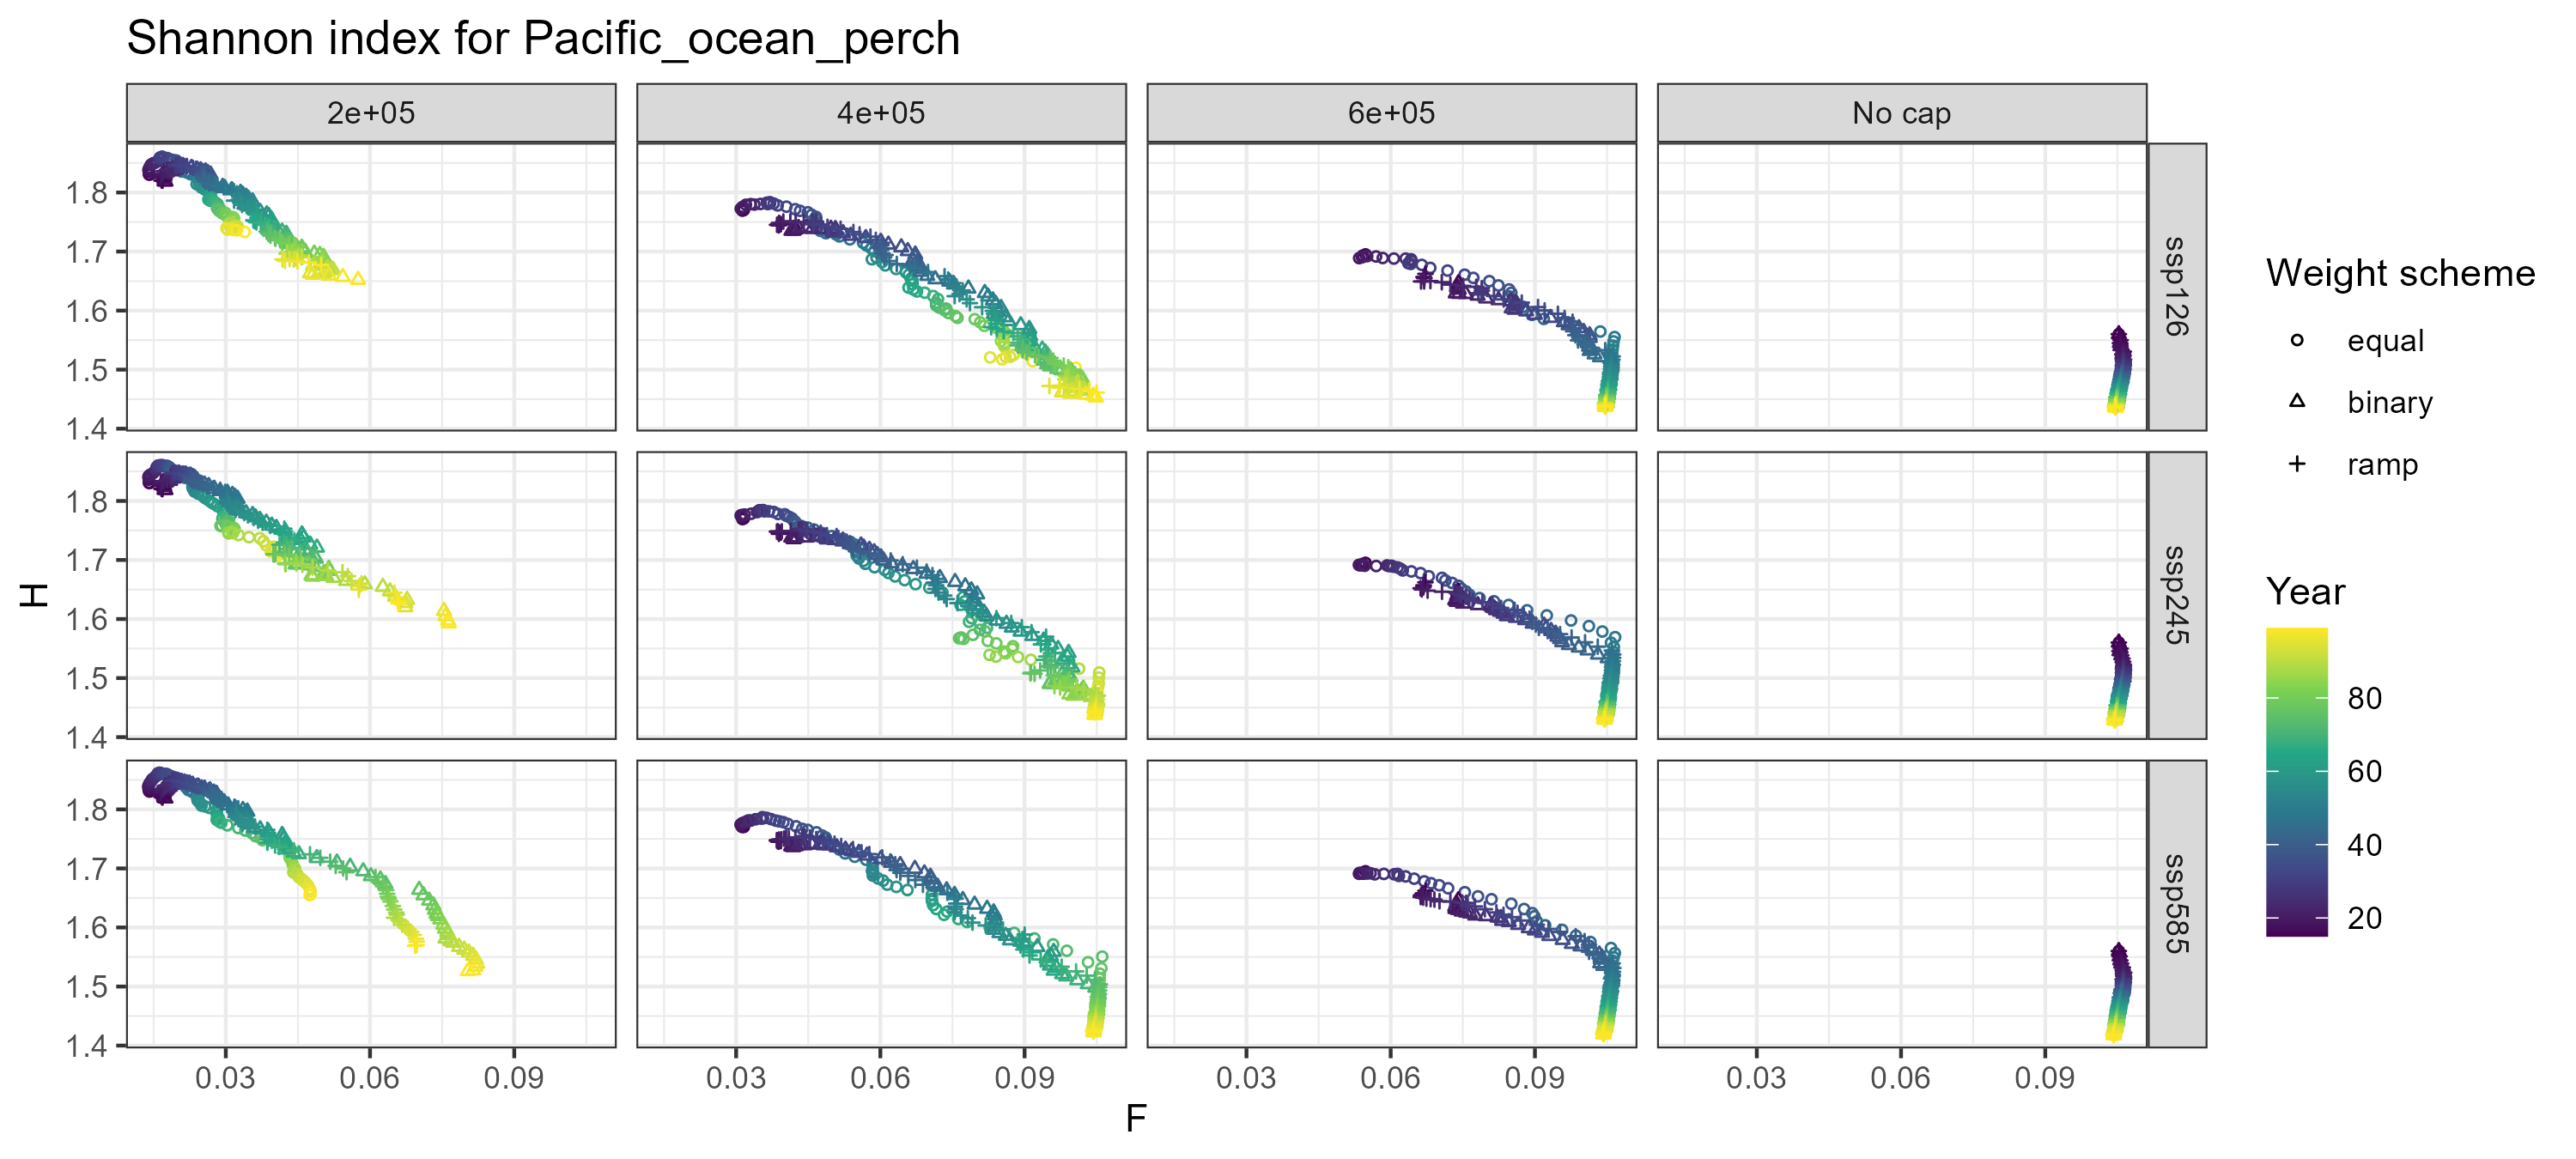 Shannon index for Pacific_ocean_perch
2e+05 4e+05 6e+05 No cap
1.8
1.7
1.6
1.5
1.4
ssp126
1.8
1.7
1.6
1.5
1.4
ssp245
1.8
1.7
1.6
1.5
1.4
ssp585
H
0.03 0.06 0.09 0.03 0.06 0.09 0.03 0.06 0.09 0.03 0.06 0.09
F
Weight scheme
equal
binary
ramp
Year
80
60
40
20